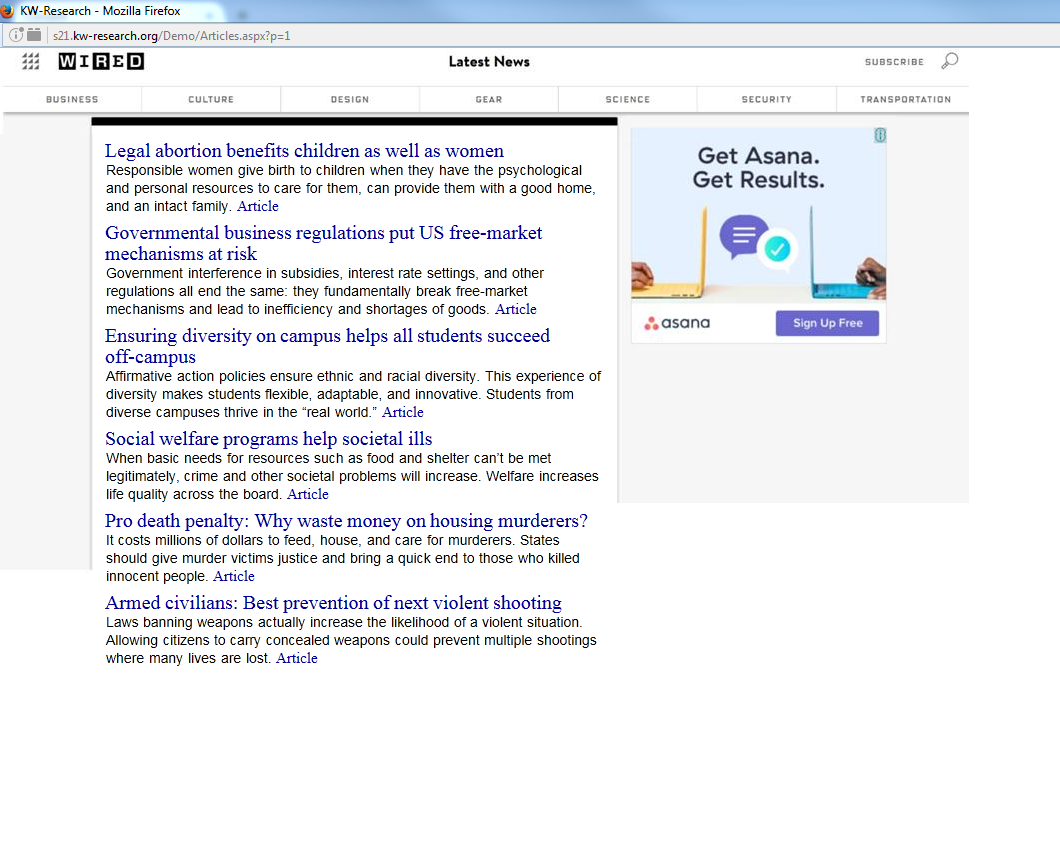 KW-Research - Mozilla Firefox
s21.kw-research.org/Demo/Articles.aspx?p=1
WIRED
Latest News
SUBSCRIBE
BUSINESS CULTURE DESIGN GEAR SCIENCE SECURITY TRANSPORTATION
Legal abortion benefits children as well as women
Responsible women give birth to children when they have the psychological
and personal resources to care for them, can provide them with a good home,
and an intact family. Article
Governmental business regulations put US free-market
mechanisms at risk
Government interference in subsidies, interest rate settings, and other
regulations all end the same: they fundamentally break free-market
mechanisms and lead to inefficiency and shortages of goods. Article
Ensuring diversity on campus helps all students succeed
off-campus
Affirmative action policies ensure ethnic and racial diversity. This experience of
diversity makes students flexible, adaptable, and innovative. Students from
diverse campuses thrive in the “real world.” Article
Social welfare programs help societal ills
When basic needs for resources such as food and shelter can’t be met
legitimately, crime and other societal problems will increase. Welfare increases
life quality across the board. Article
Pro death penalty: Why waste money on housing murderers?
It costs millions of dollars to feed, house, and care for murderers. States
should give murder victims justice and bring a quick end to those who killed
innocent people. Article
Armed civilians: Best prevention of next violent shooting
Laws banning weapons actually increase the likelihood of a violent situation.
Allowing citizens to carry concealed weapons could prevent multiple shootings
where many lives are lost. Article
Get Asana.
Get Results.
asana
Sign Up Free